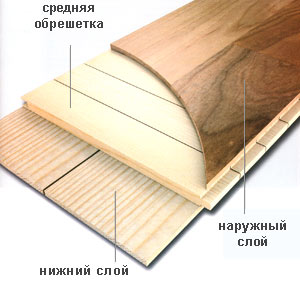 средняя
обрешетка
наружный
слой
нижний слой